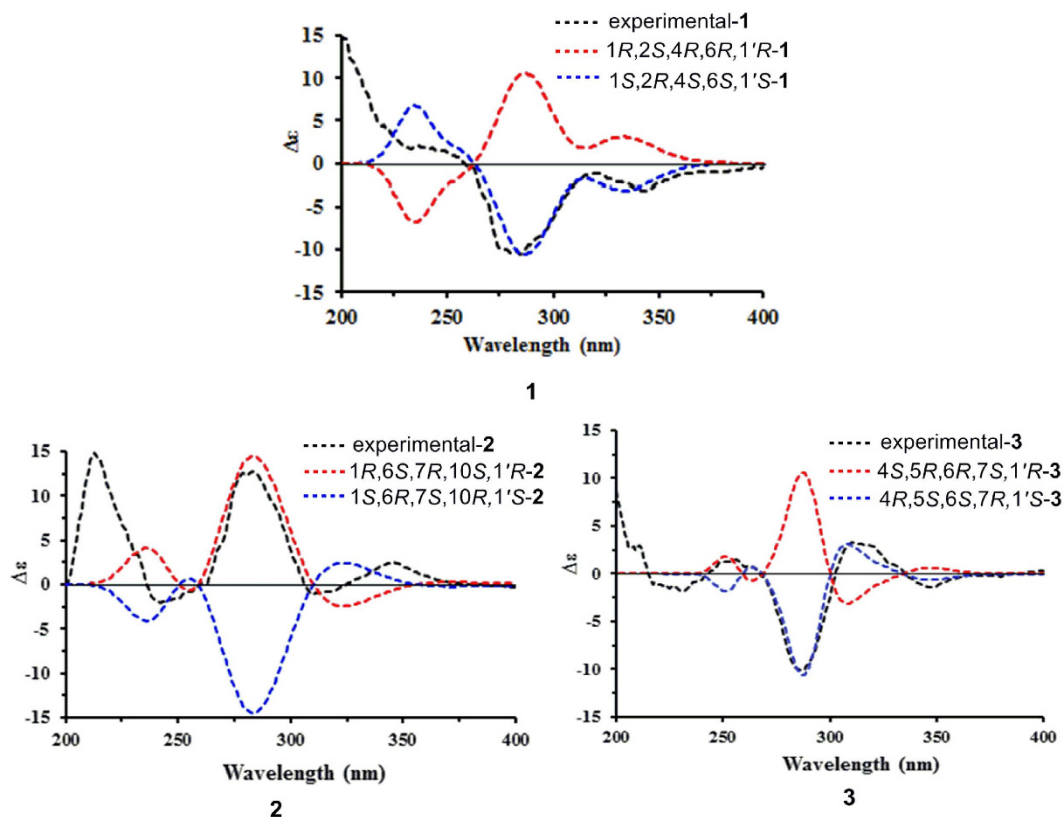 experimental-1
1R,2S,4R,6R,1'R-1
1S,2R,4S,6S,1'S-1
15
10
5
0
-5
-10
-15
Δε
200 250 300 350 400
Wavelength (nm)
1
experimental-2
1R,6S,7R,10S,1'R-2
1S,6R,7S,10R,1'S-2
15
10
5
0
-5
-10
-15
Δε
200 250 300 350 400
Wavelength (nm)
2
experimental-3
4S,5R,6R,7S,1'R-3
4R,5S,6S,7R,1'S-3
15
10
5
0
-5
-10
-15
Δε
200 250 300 350 400
Wavelength (nm)
3